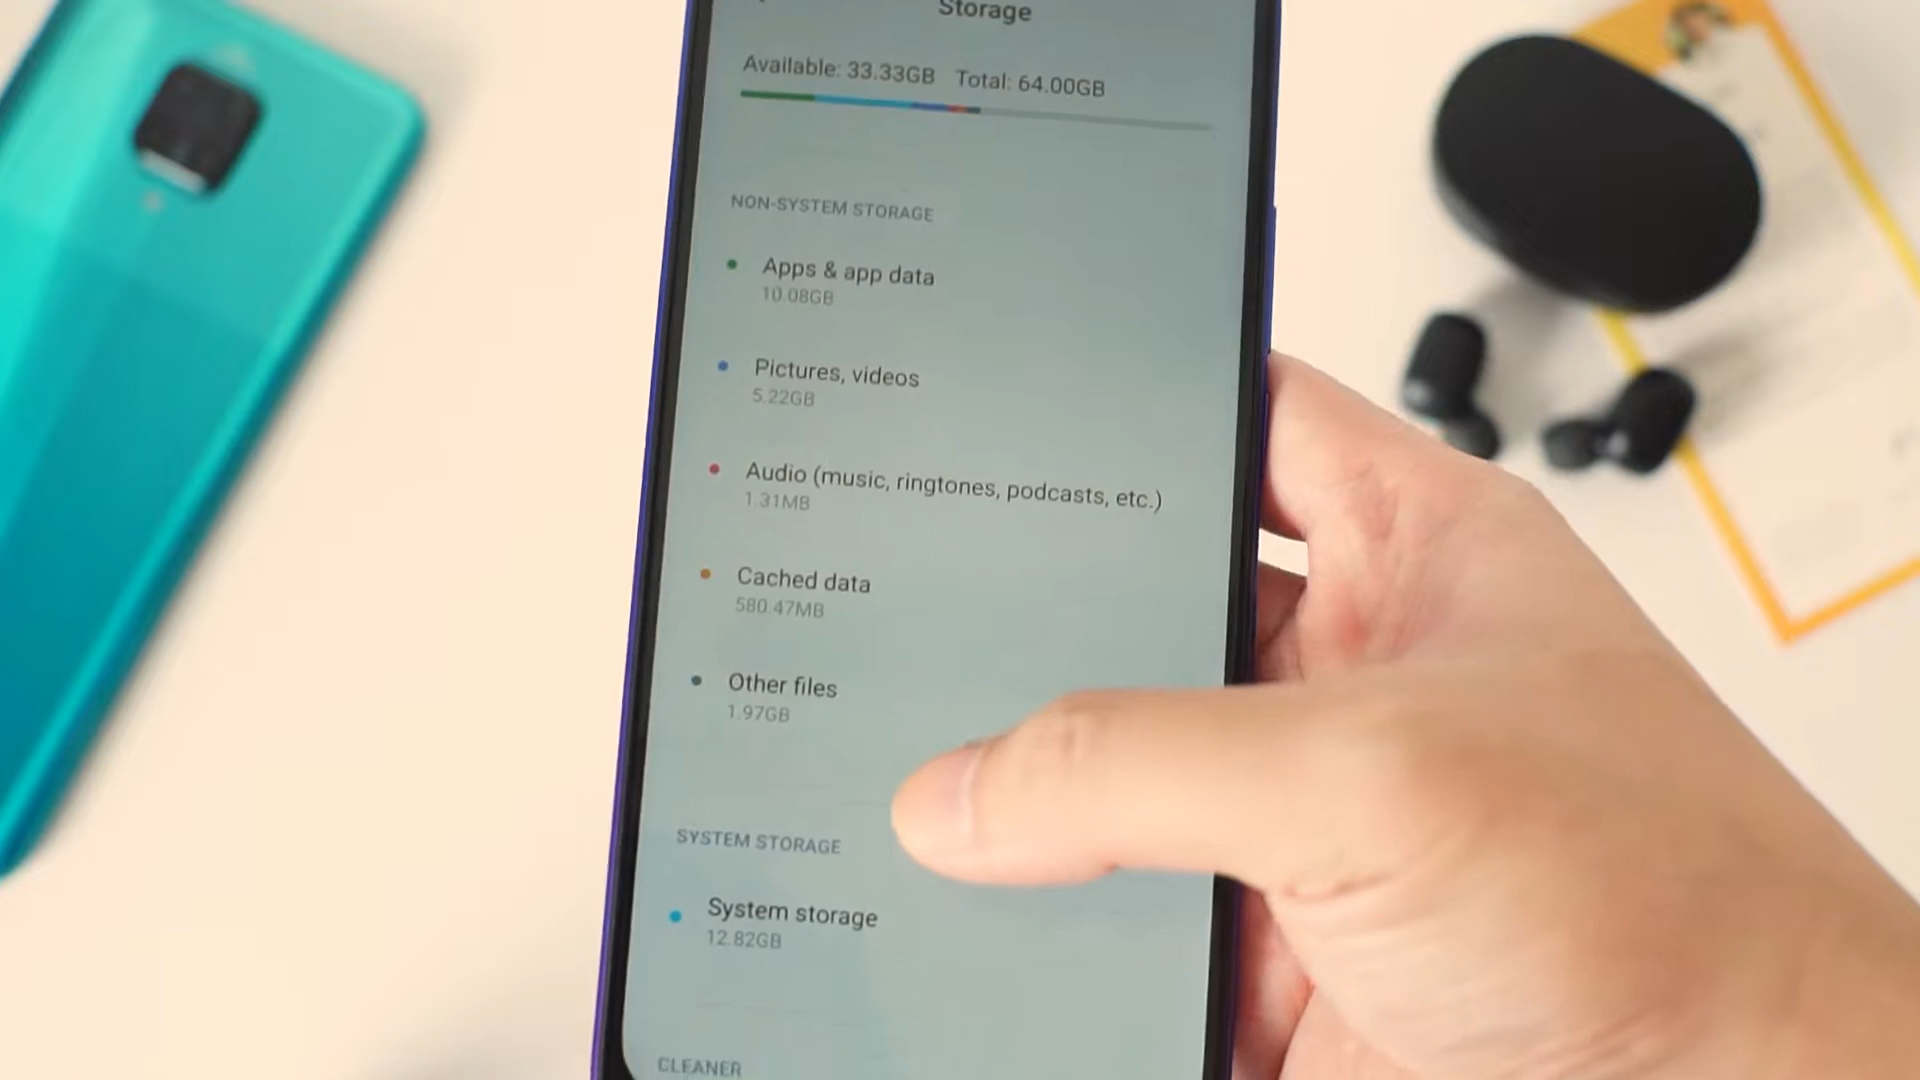 Storage
Available: 33.33GB Total: 64.00GB
NON-SYSTEM STORAGE
Apps & app data
10.08GB
Pictures, videos
5.22GB
Audio (music, ringtones, podcasts, etc.)
1.31MB
Cached data
580.47MB
Other files
1.97GB
SYSTEM STORAGE
System storage
12.82GB
CLEANER